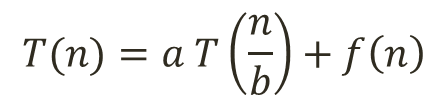 T(n) = a T(n/b) + f(n)